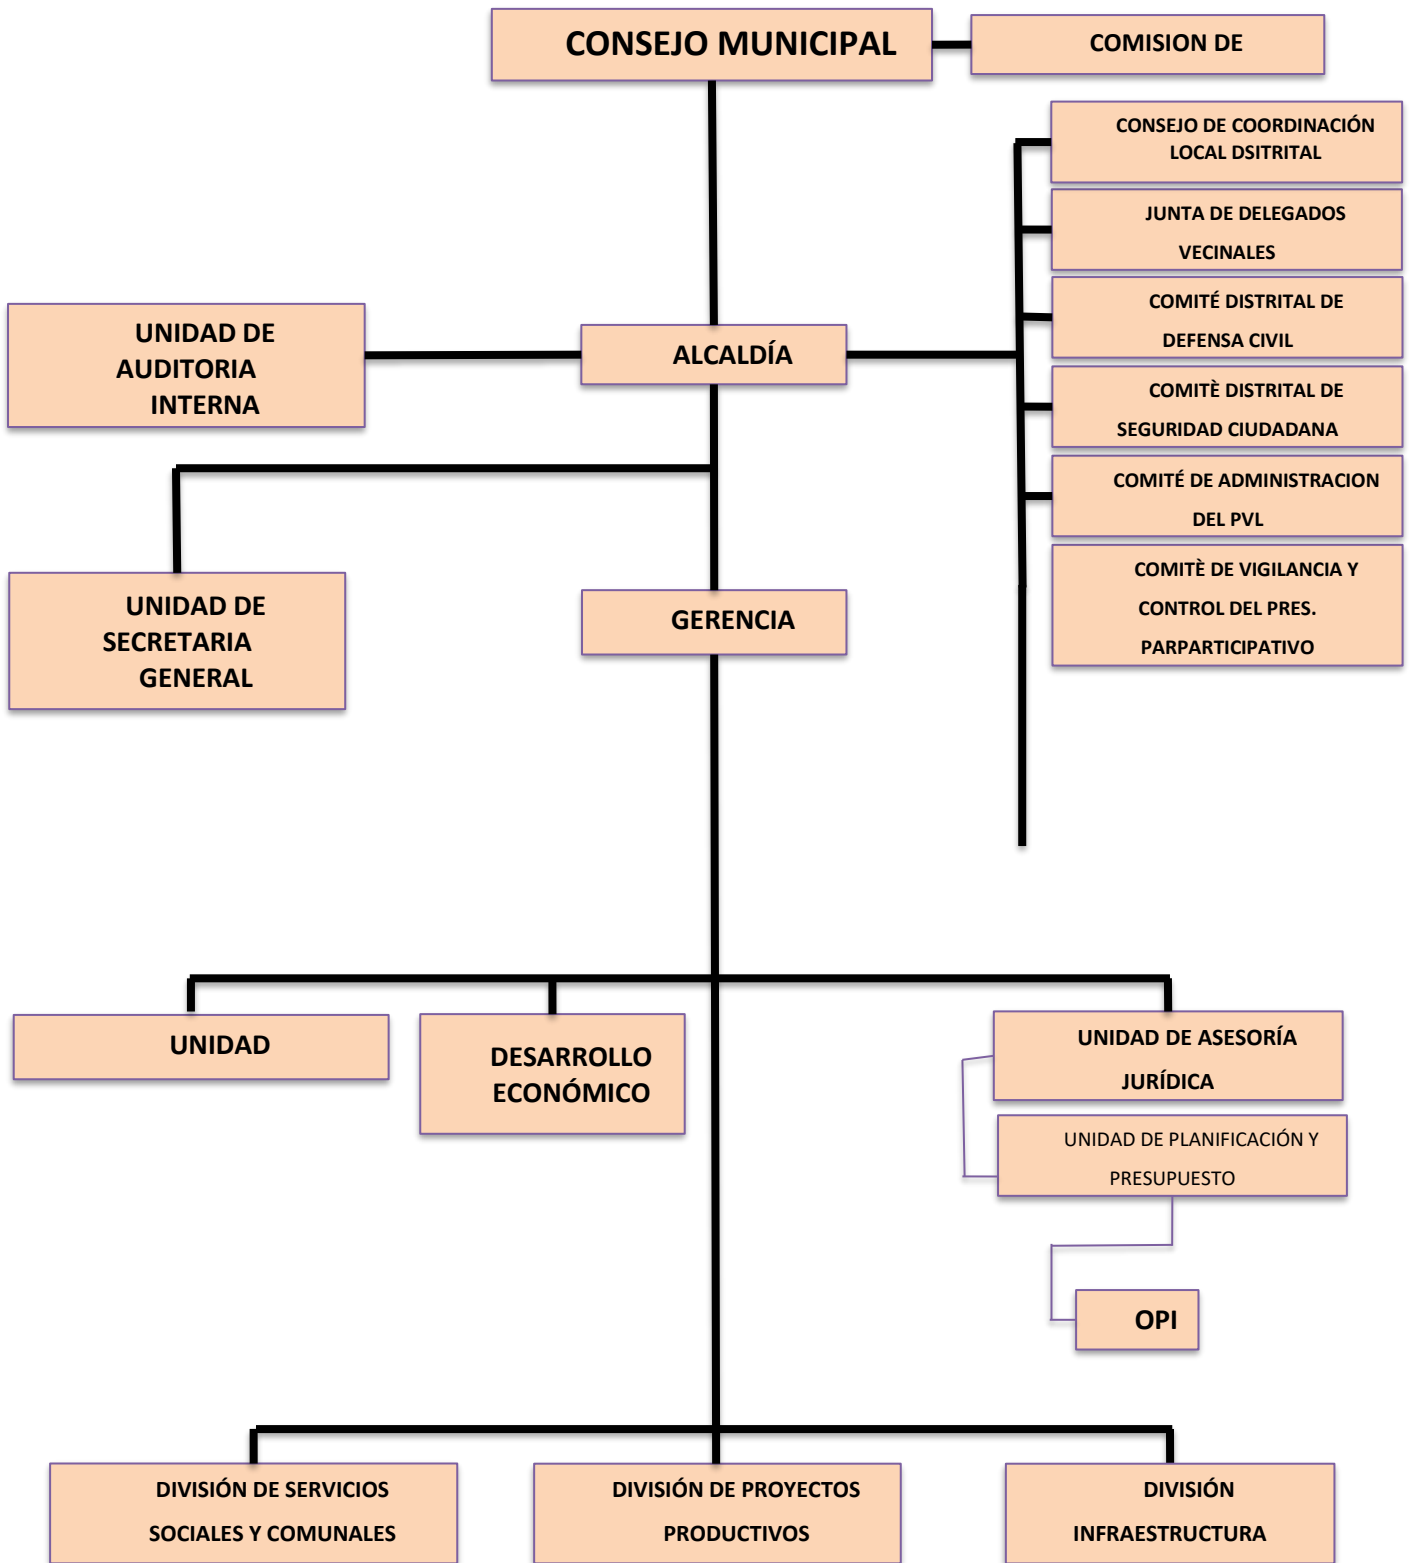 CONSEJO MUNICIPAL
COMISION DE
CONSEJO DE COORDINACIÓN
LOCAL DSITRITAL
JUNTA DE DELEGADOS
VECINALES
COMITÉ DISTRITAL DE
DEFENSA CIVIL
UNIDAD DE
AUDITORIA
INTERNA
ALCALDÍA
COMITÈ DISTRITAL DE
SEGURIDAD CIUDADANA
COMITÉ DE ADMINISTRACION
DEL PVL
COMITÈ DE VIGILANCIA Y
CONTROL DEL PRES.
PARPARTICIPATIVO
UNIDAD DE
SECRETARIA
GENERAL
GERENCIA
UNIDAD
DESARROLLO
ECONÓMICO
UNIDAD DE ASESORÍA
JURÍDICA
UNIDAD DE PLANIFICACIÓN Y
PRESUPUESTO
OPI
DIVISIÓN DE SERVICIOS
SOCIALES Y COMUNALES
DIVISIÓN DE PROYECTOS
PRODUCTIVOS
DIVISIÓN
INFRAESTRUCTURA